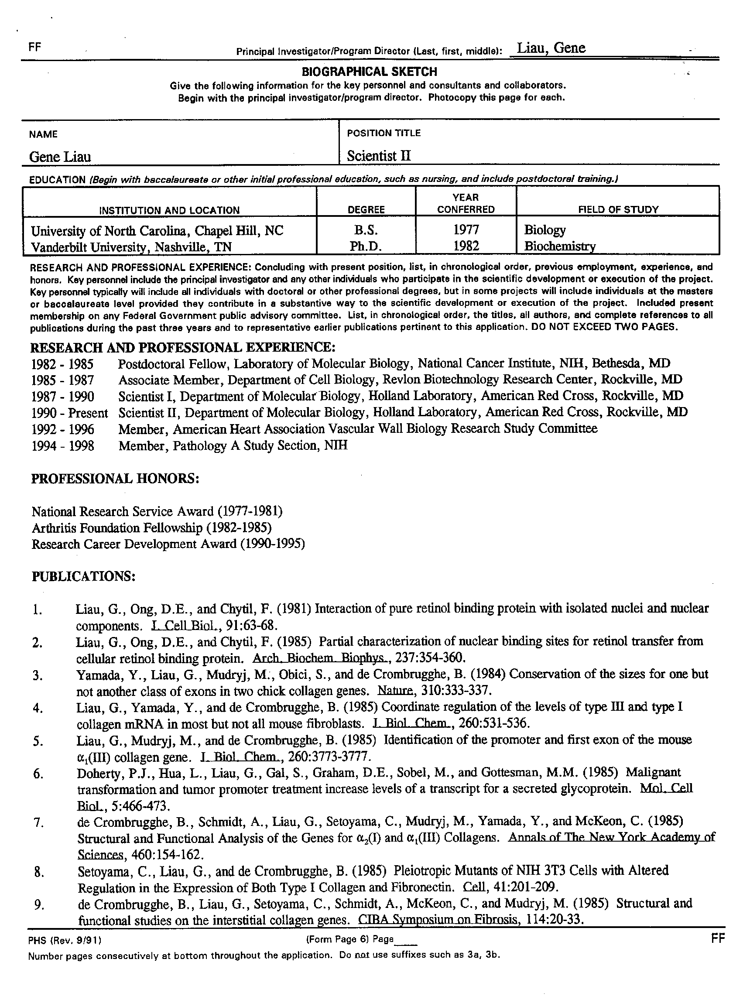 FF
Principal Investigator/Program Director (Last, first, middle): Liau, Gene
BIOGRAPHICAL SKETCH
Give the following information for the key personnel and consultants and collaborators.
Begin with the principal investigator/program director. Photocopy this page for each.
NAME
Gene Liau
POSITION TITLE
Scientist II
EDUCATION (Begin with baccalaureate or other initial professional education, such as nursing, and include postdoctoral training.)
INSTITUTION AND LOCATION DEGREE YEAR CONFERRED FIELD OF STUDY
University of North Carolina, Chapel Hill, NC B.S. 1977 Biology
Vanderbilt University, Nashville, TN Ph.D. 1982 Biochemistry
RESEARCH AND PROFESSIONAL EXPERIENCE: Concluding with present position, list, in chronological order, previous employment, experience, and
honors. Key personnel include the principal investigator and any other individuals who participate in the scientific development or execution of the project.
Key personnel typically will include all individuals with doctoral or other professional degrees, but in some projects will include individuals at the masters
or baccalaureate level provided they contribute in a substantive way to the scientific development or execution of the project. Included present
membership on any Federal Government public advisory committee. List, in chronological order, the titles, all authors, and complete references to all
publications during the past three years and to representative earlier publications pertinent to this application. DO NOT EXCEED TWO PAGES.
RESEARCH AND PROFESSIONAL EXPERIENCE:
1982 - 1985 Postdoctoral Fellow, Laboratory of Molecular Biology, National Cancer Institute, NIH, Bethesda, MD
1985 - 1987 Associate Member, Department of Cell Biology, Revlon Biotechnology Research Center, Rockville, MD
1987 - 1990 Scientist I, Department of Molecular Biology, Holland Laboratory, American Red Cross, Rockville, MD
1990 - Present Scientist II, Department of Molecular Biology, Holland Laboratory, American Red Cross, Rockville, MD
1992 - 1996 Member, American Heart Association Vascular Wall Biology Research Study Committee
1994 - 1998 Member, Pathology A Study Section, NIH
PROFESSIONAL HONORS:
National Research Service Award (1977-1981)
Arthritis Foundation Fellowship (1982-1985)
Research Career Development Award (1990-1995)
PUBLICATIONS:
1. Liau, G., Ong, D.E., and Chytil, F. (1981) Interaction of pure retinol binding protein with isolated nuclei and nuclear
components. J. Cell Biol., 91:63-68.
2. Liau, G., Ong, D.E., and Chytil, F. (1985) Partial characterization of nuclear binding sites for retinol transfer from
cellular retinol binding protein. Arch. Biochem. Biophys., 237:354-360.
3. Yamada, Y., Liau, G., Mudryj, M., Obici, S., and de Crombrugghe, B. (1984) Conservation of the sizes for one but
not another class of exons in two chick collagen genes. Nature, 310:333-337.
4. Liau, G., Yamada, Y., and de Crombrugghe, B. (1985) Coordinate regulation of the levels of type III and type I
collagen mRNA in most but not all mouse fibroblasts. J. Biol. Chem., 260:531-536.
5. Liau, G., Mudryj, M., and de Crombrugghe, B. (1985) Identification of the promoter and first exon of the mouse
α₁(III) collagen gene. J. Biol. Chem., 260:3773-3777.
6. Doherty, P.J., Hua, L., Liau, G., Gal, S., Graham, D.E., Sobel, M., and Gottesman, M.M. (1985) Malignant
transformation and tumor promoter treatment increase levels of a transcript for a secreted glycoprotein. Mol. Cell
Biol., 5:466-473.
7. de Crombrugghe, B., Schmidt, A., Liau, G., Setoyama, C., Mudryj, M., Yamada, Y., and McKeon, C. (1985)
Structural and Functional Analysis of the Genes for α₂(I) and α₁(III) Collagens. Annals of The New York Academy of
Sciences, 460:154-162.
8. Setoyama, C., Liau, G., and de Crombrugghe, B. (1985) Pleiotropic Mutants of NIH 3T3 Cells with Altered
Regulation in the Expression of Both Type I Collagen and Fibronectin. Cell, 41:201-209.
9. de Crombrugghe, B., Liau, G., Setoyama, C., Schmidt, A., McKeon, C., and Mudryj, M. (1985) Structural and
functional studies on the interstitial collagen genes. CIBA Symposium on Fibrosis, 114:20-33.
PHS (Rev. 9/91) (Form Page 6) Page____ FF
Number pages consecutively at bottom throughout the application. Do not use suffixes such as 3a, 3b.